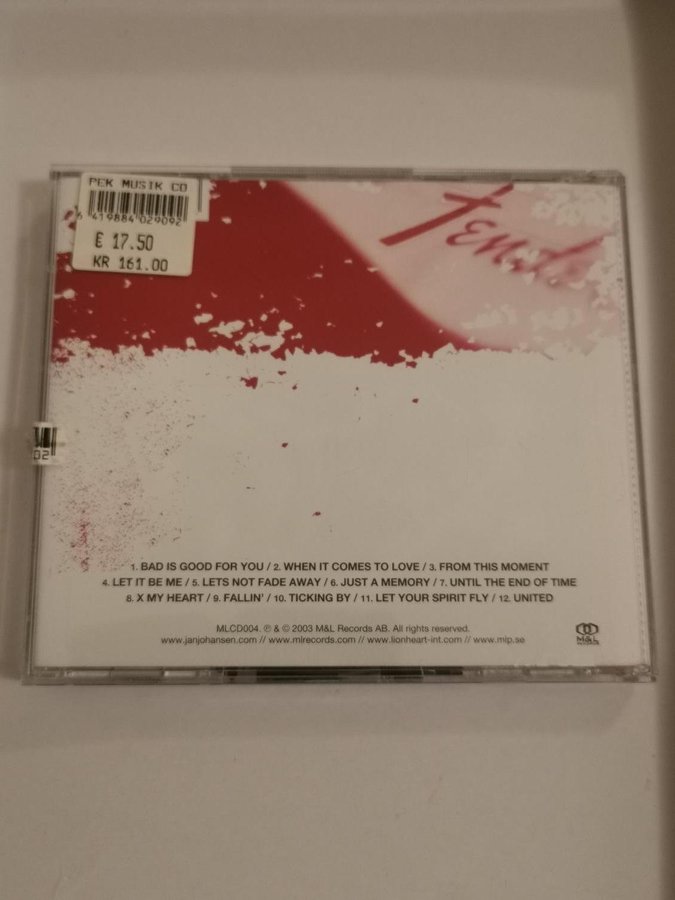 PEK MUSIK CO
6 419884 029092
£ 17.50
KR 161.00
Fend
02
1. BAD IS GOOD FOR YOU / 2. WHEN IT COMES TO LOVE / 3. FROM THIS MOMENT
4. LET IT BE ME / 5. LETS NOT FADE AWAY / 6. JUST A MEMORY / 7. UNTIL THE END OF TIME
8. X MY HEART / 9. FALLIN' / 10. TICKING BY / 11. LET YOUR SPIRIT FLY / 12. UNITED
MLCD004. ℗ & © 2003 M&L Records AB. All rights reserved.
www.janjohansen.com // www.mlrecords.com // www.lionheart-int.com // www.mlp.se
M&L